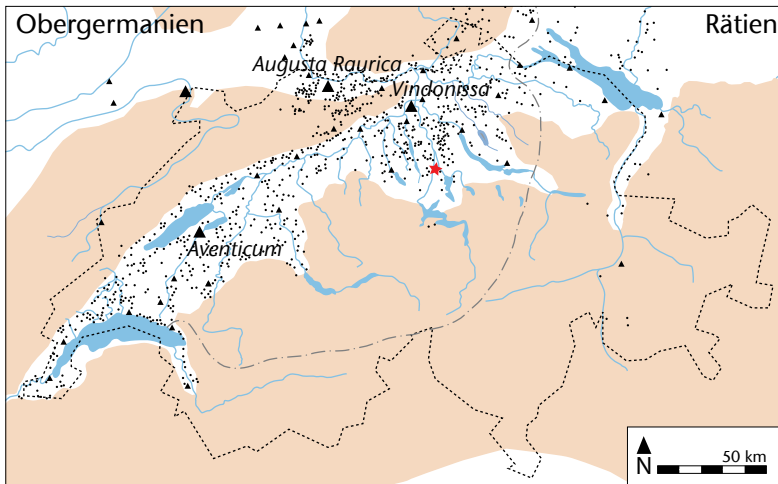 Obergermanien
Rätien
Augusta Raurica
Vindonissa
Aventicum
N
50 km